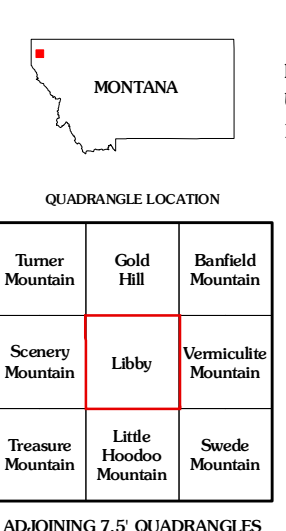 MONTANA
QUADRANGLE LOCATION
Turner Mountain
Gold Hill
Banfield Mountain
Scenery Mountain
Libby
Vermiculite Mountain
Treasure Mountain
Little Hoodoo Mountain
Swede Mountain
ADJOINING 7.5' QUADRANGLES